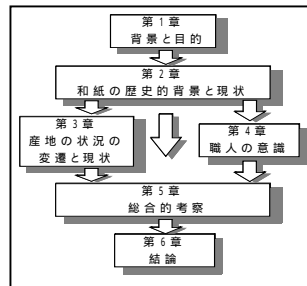 第1章
背景と目的
第2章
和紙の歴史的背景と現状
第3章
産地の状況の
変遷と現状
第4章
職人の意識
第5章
総合的考察
第6章
結論